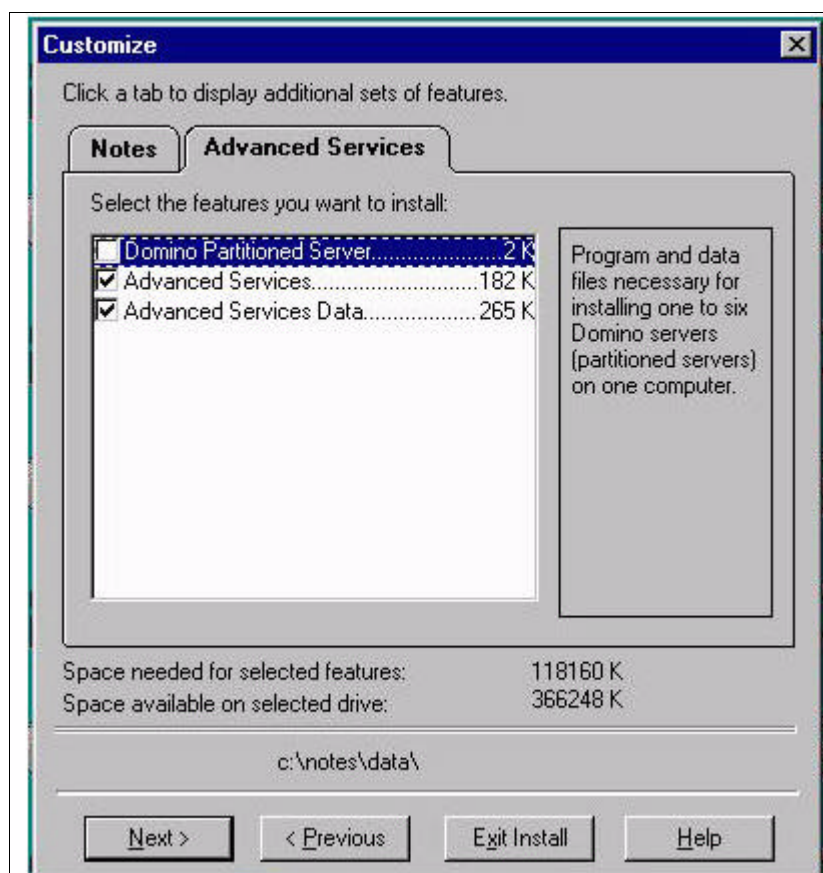 Customize
Click a tab to display additional sets of features.
Notes
Advanced Services
Select the features you want to install:
Domino Partitioned Server......................2 K
Advanced Services...........................182 K
Advanced Services Data...................265 K
Program and data
files necessary for
installing one to six
Domino servers
(partitioned servers)
on one computer.
Space needed for selected features: 118160 K
Space available on selected drive: 366248 K
c:\notes\data\
Next >
< Previous
Exit Install
Help